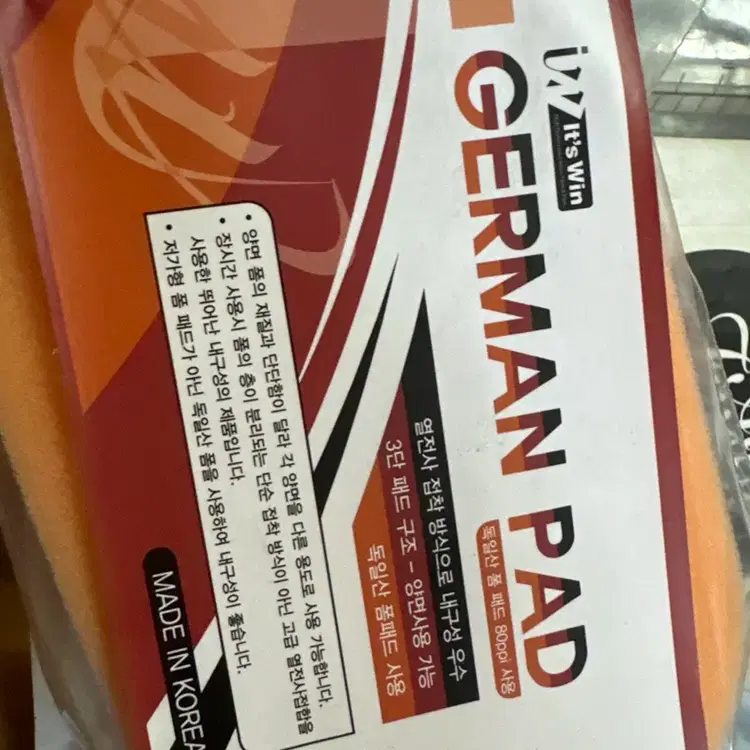 It's Win
GERMAN PAD
독일산 폼 패드 80ppi 사용
열전사 접착 방식으로 내구성 우수
3단 패드 구조 - 양면사용 가능
독일산 폼패드 사용
• 양면 폼의 재질과 단단함이 달라 각 양면을 다른 용도로 사용 가능합니다.
• 장시간 사용시 폼의 층이 분리되는 단순 접착 방식이 아닌 고급 열전사접합을
사용한 뛰어난 내구성의 제품입니다.
• 저가형 폼 패드가 아닌 독일산 폼을 사용하여 내구성이 좋습니다.
MADE IN KOREA